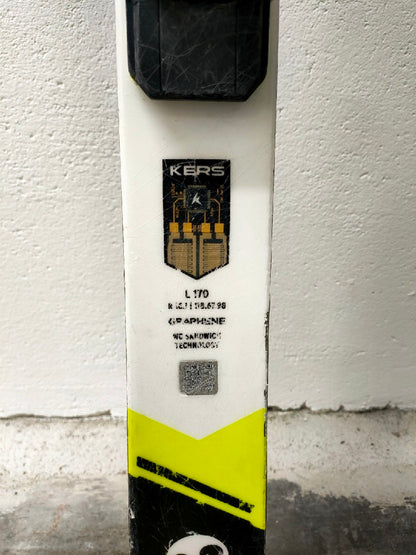 KERS
L 170
GRAPHENE
WC SANDWICH
TECHNOLOGY